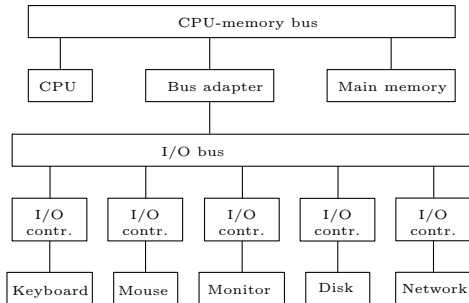 CPU-memory bus
CPU
Bus adapter
Main memory
I/O bus
I/O
contr.
I/O
contr.
I/O
contr.
I/O
contr.
I/O
contr.
Keyboard
Mouse
Monitor
Disk
Network